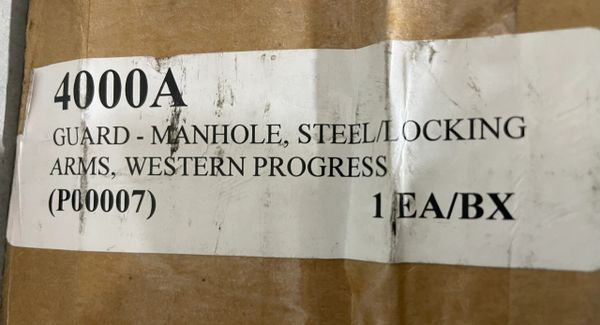 4000A
GUARD - MANHOLE, STEEL/LOCKING
ARMS, WESTERN PROGRESS
(P00007) 1 EA/BX